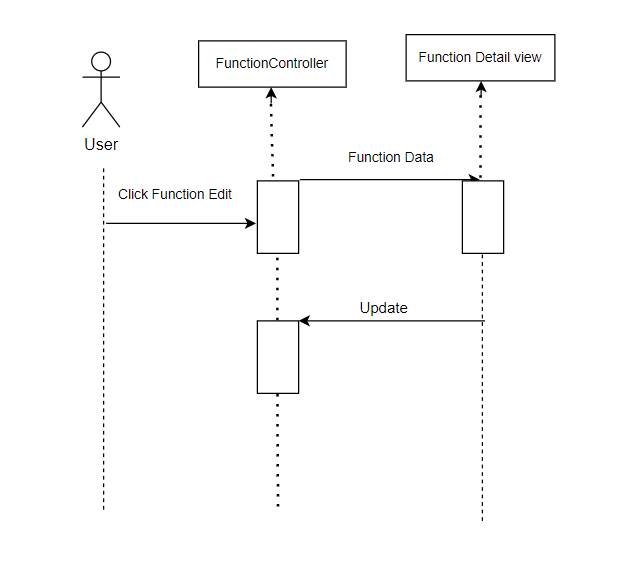 FunctionController
Function Detail view
User
Function Data
Click Function Edit
Update